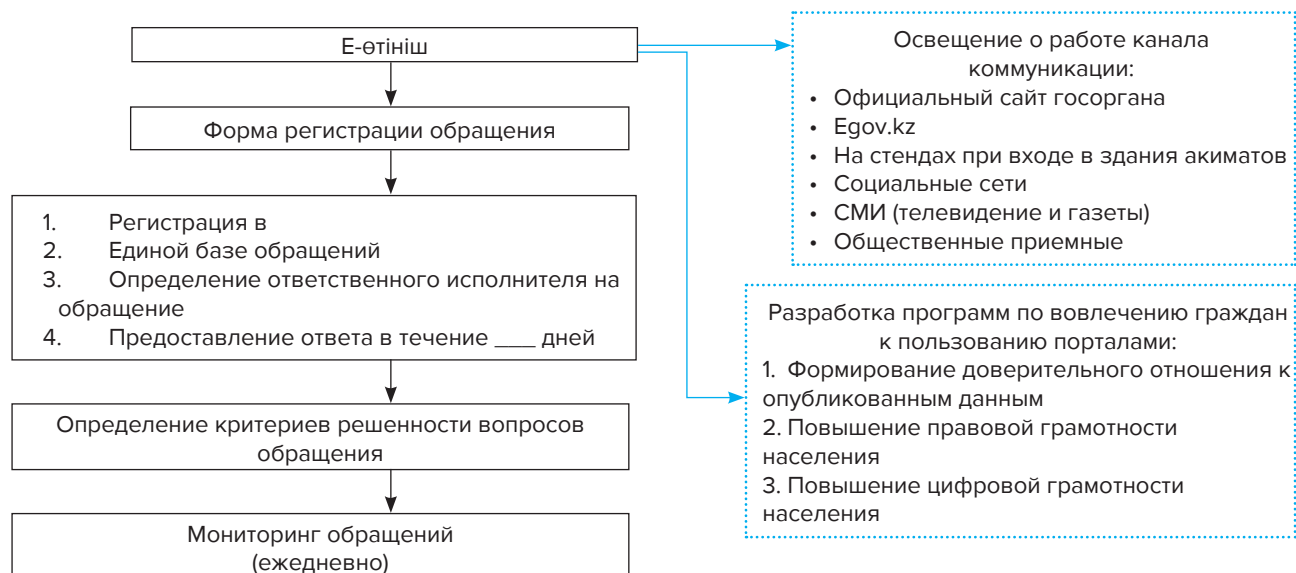 Е-өтініш
Форма регистрации обращения
1. Регистрация в
2. Единой базе обращений
3. Определение ответственного исполнителя на
обращение
4. Предоставление ответа в течение ___ дней
Определение критериев решенности вопросов
обращения
Мониторинг обращений
(ежедневно)
Освещение о работе канала
коммуникации:
• Официальный сайт госоргана
• Egov.kz
• На стендах при входе в здания акиматов
• Социальные сети
• СМИ (телевидение и газеты)
• Общественные приемные
Разработка программ по вовлечению граждан
к пользованию порталами:
1. Формирование доверительного отношения к
опубликованным данным
2. Повышение правовой грамотности
населения
3. Повышение цифровой грамотности
населения